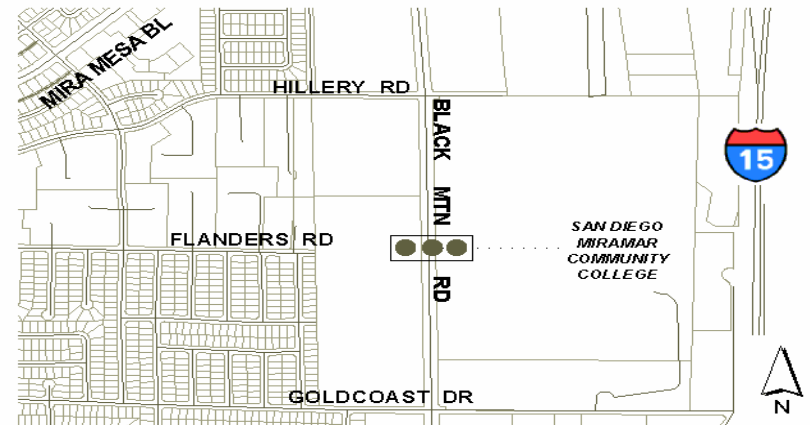 MIRA MESA BL
HILLERY RD
BLACK MTN RD
15
FLANDERS RD
SAN DIEGO
MIRAMAR
COMMUNITY
COLLEGE
GOLDCOAST DR
N